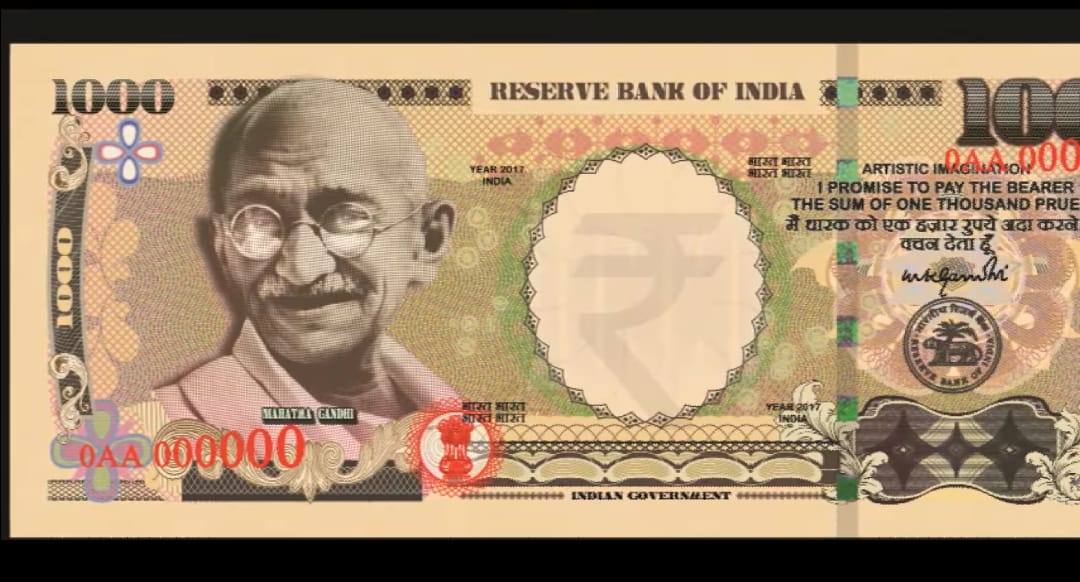 1000
RESERVE BANK OF INDIA
100
0AA 000
YEAR 2017
INDIA
भारत भारत
भारत भारत
ARTISTIC IMAGINATION
I PROMISE TO PAY THE BEARER
THE SUM OF ONE THOUSAND PRUE
मैं धारक को एक हज़ार रुपये अदा करने
वचन देता हूँ
mkgandhi
भारतीय रिज़र्व बैंक
RESERVE BANK OF INDIA
1000
₹
MAHATMA GANDHI
भारत भारत
भारत भारत
YEAR 2017
INDIA
0AA 000000
INDIAN GOVERNMENT